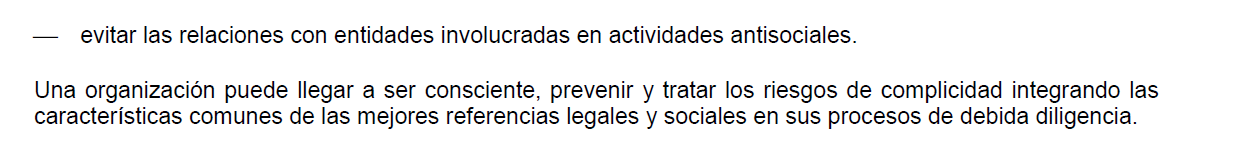 — evitar las relaciones con entidades involucradas en actividades antisociales.
Una organización puede llegar a ser consciente, prevenir y tratar los riesgos de complicidad integrando las
características comunes de las mejores referencias legales y sociales en sus procesos de debida diligencia.